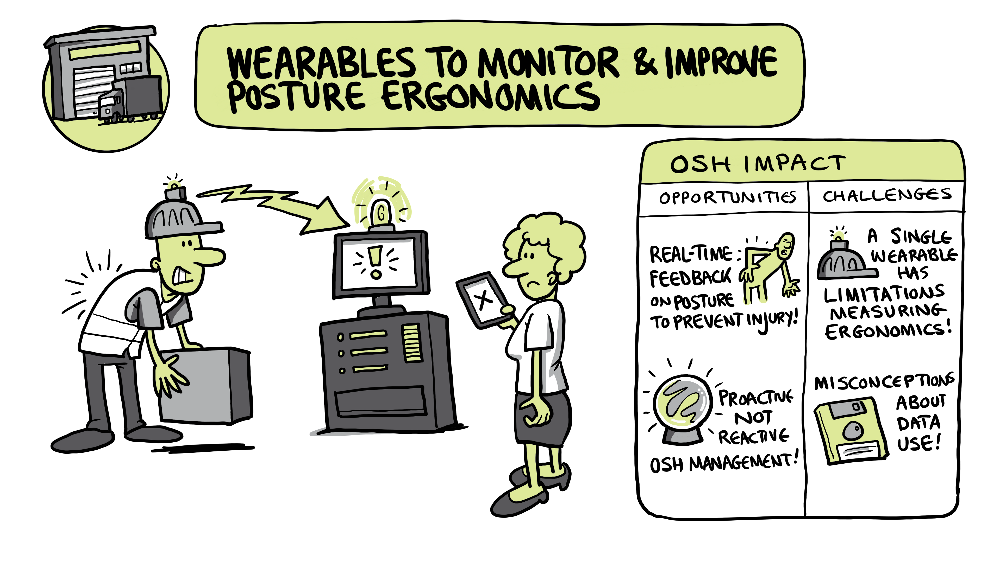 WEARABLES TO MONITOR & IMPROVE
POSTURE ERGONOMICS
!
X
OSH IMPACT
OPPORTUNITIES
REAL-TIME
FEEDBACK
ON POSTURE
TO PREVENT INJURY!
PROACTIVE
NOT
REACTIVE
OSH MANAGEMENT!
CHALLENGES
A SINGLE
WEARABLE
HAS
LIMITATIONS
MEASURING
ERGONOMICS!
MISCONCEPTIONS
ABOUT
DATA
USE!